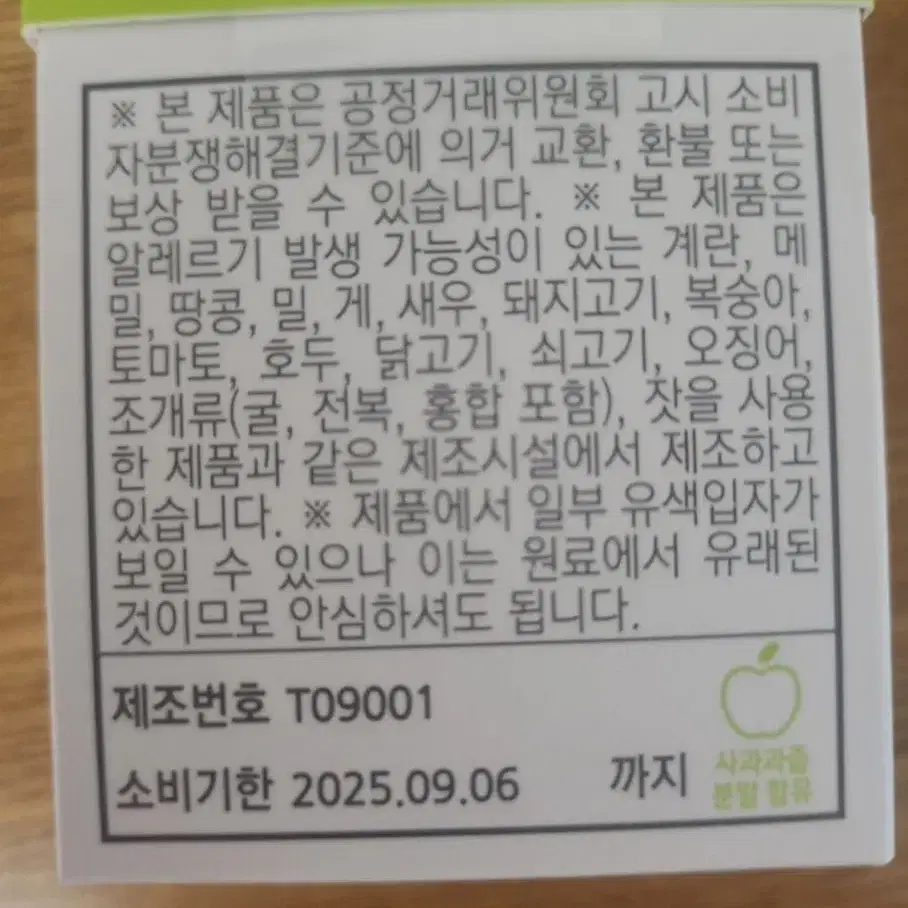 ※ 본 제품은 공정거래위원회 고시 소비
자분쟁해결기준에 의거 교환, 환불 또는
보상 받을 수 있습니다. ※ 본 제품은
알레르기 발생 가능성이 있는 계란, 메
밀, 땅콩, 밀, 게, 새우, 돼지고기, 복숭아,
토마토, 호두, 닭고기, 쇠고기, 오징어,
조개류(굴, 전복, 홍합 포함), 잣을 사용
한 제품과 같은 제조시설에서 제조하고
있습니다. ※ 제품에서 일부 유색입자가
보일 수 있으나 이는 원료에서 유래된
것이므로 안심하셔도 됩니다.
제조번호 T09001
소비기한 2025.09.06 까지
사과과즙
분말 함유